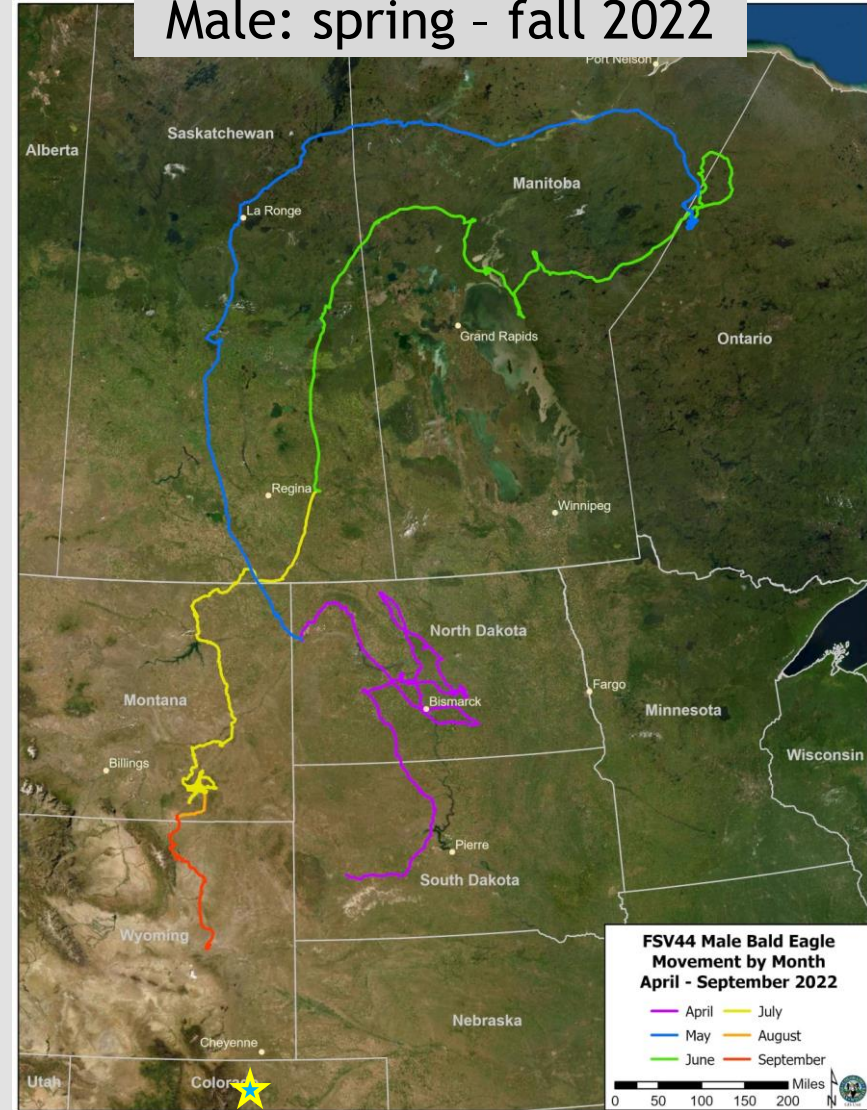 Male: spring – fall 2022
Port Nelson
Saskatchewan
Alberta
Manitoba
La Ronge
Grand Rapids
Ontario
Regina
Winnipeg
North Dakota
Fargo
Bismarck
Montana
Minnesota
Wisconsin
Billings
Pierre
South Dakota
Wyoming
FSV44 Male Bald Eagle
Movement by Month
April - September 2022
April July
May August
June September
Miles
0 50 100 150 200 N
Nebraska
Cheyenne
Utah